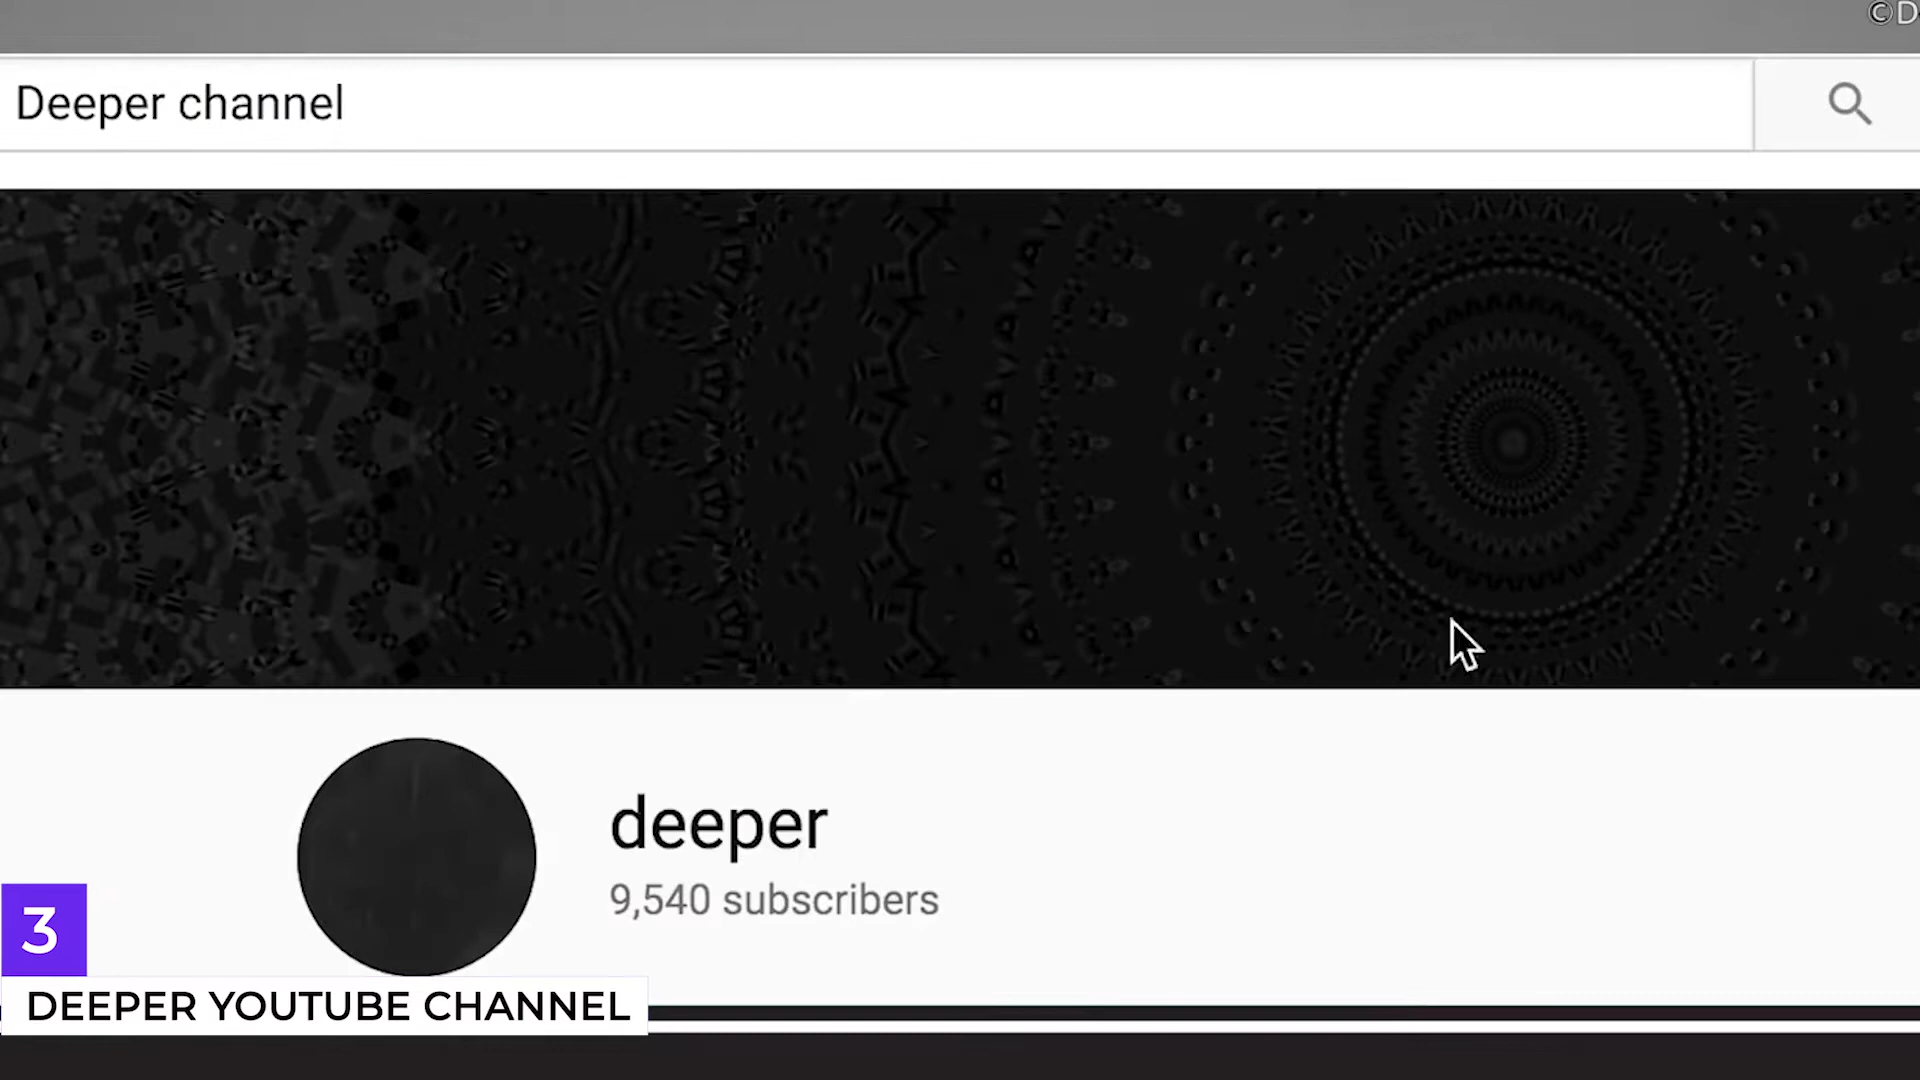 ©D
Deeper channel
deeper
9,540 subscribers
3
DEEPER YOUTUBE CHANNEL